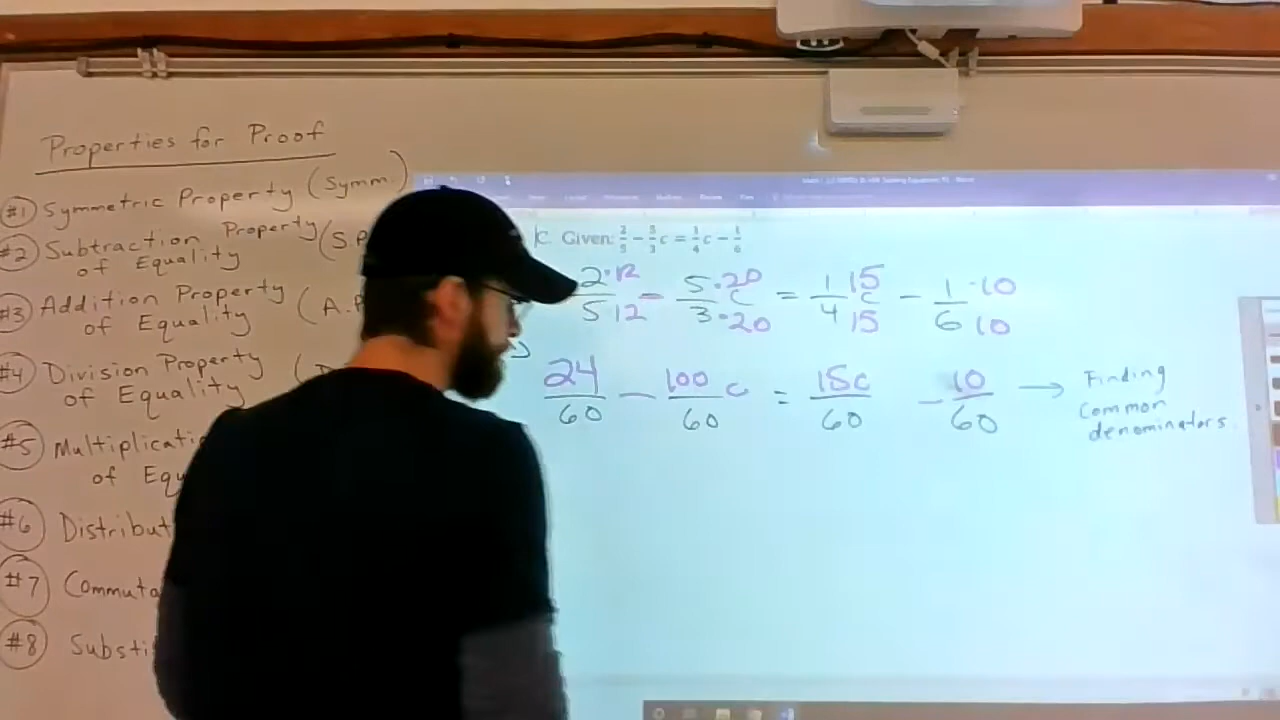 Properties for Proof
#1 Symmetric Property (Symm.)
#2 Subtraction Property (S.P
of Equality
#3 Addition Property (A.P
of Equality
#4 Division Property (D
of Equality
#5 Multiplicati
of Equ
#6 Distribut
#7 Commuta
#8 Substi
C. Given: 2/5 − 5/3 c = 1/4 c − 1/6
2·12/5 12 − 5·20/3·20 c = 1 15/4 15 c − 1·10/6 10
24/60 − 100/60 c = 15c/60 − 10/60 → Finding
Common
denominators